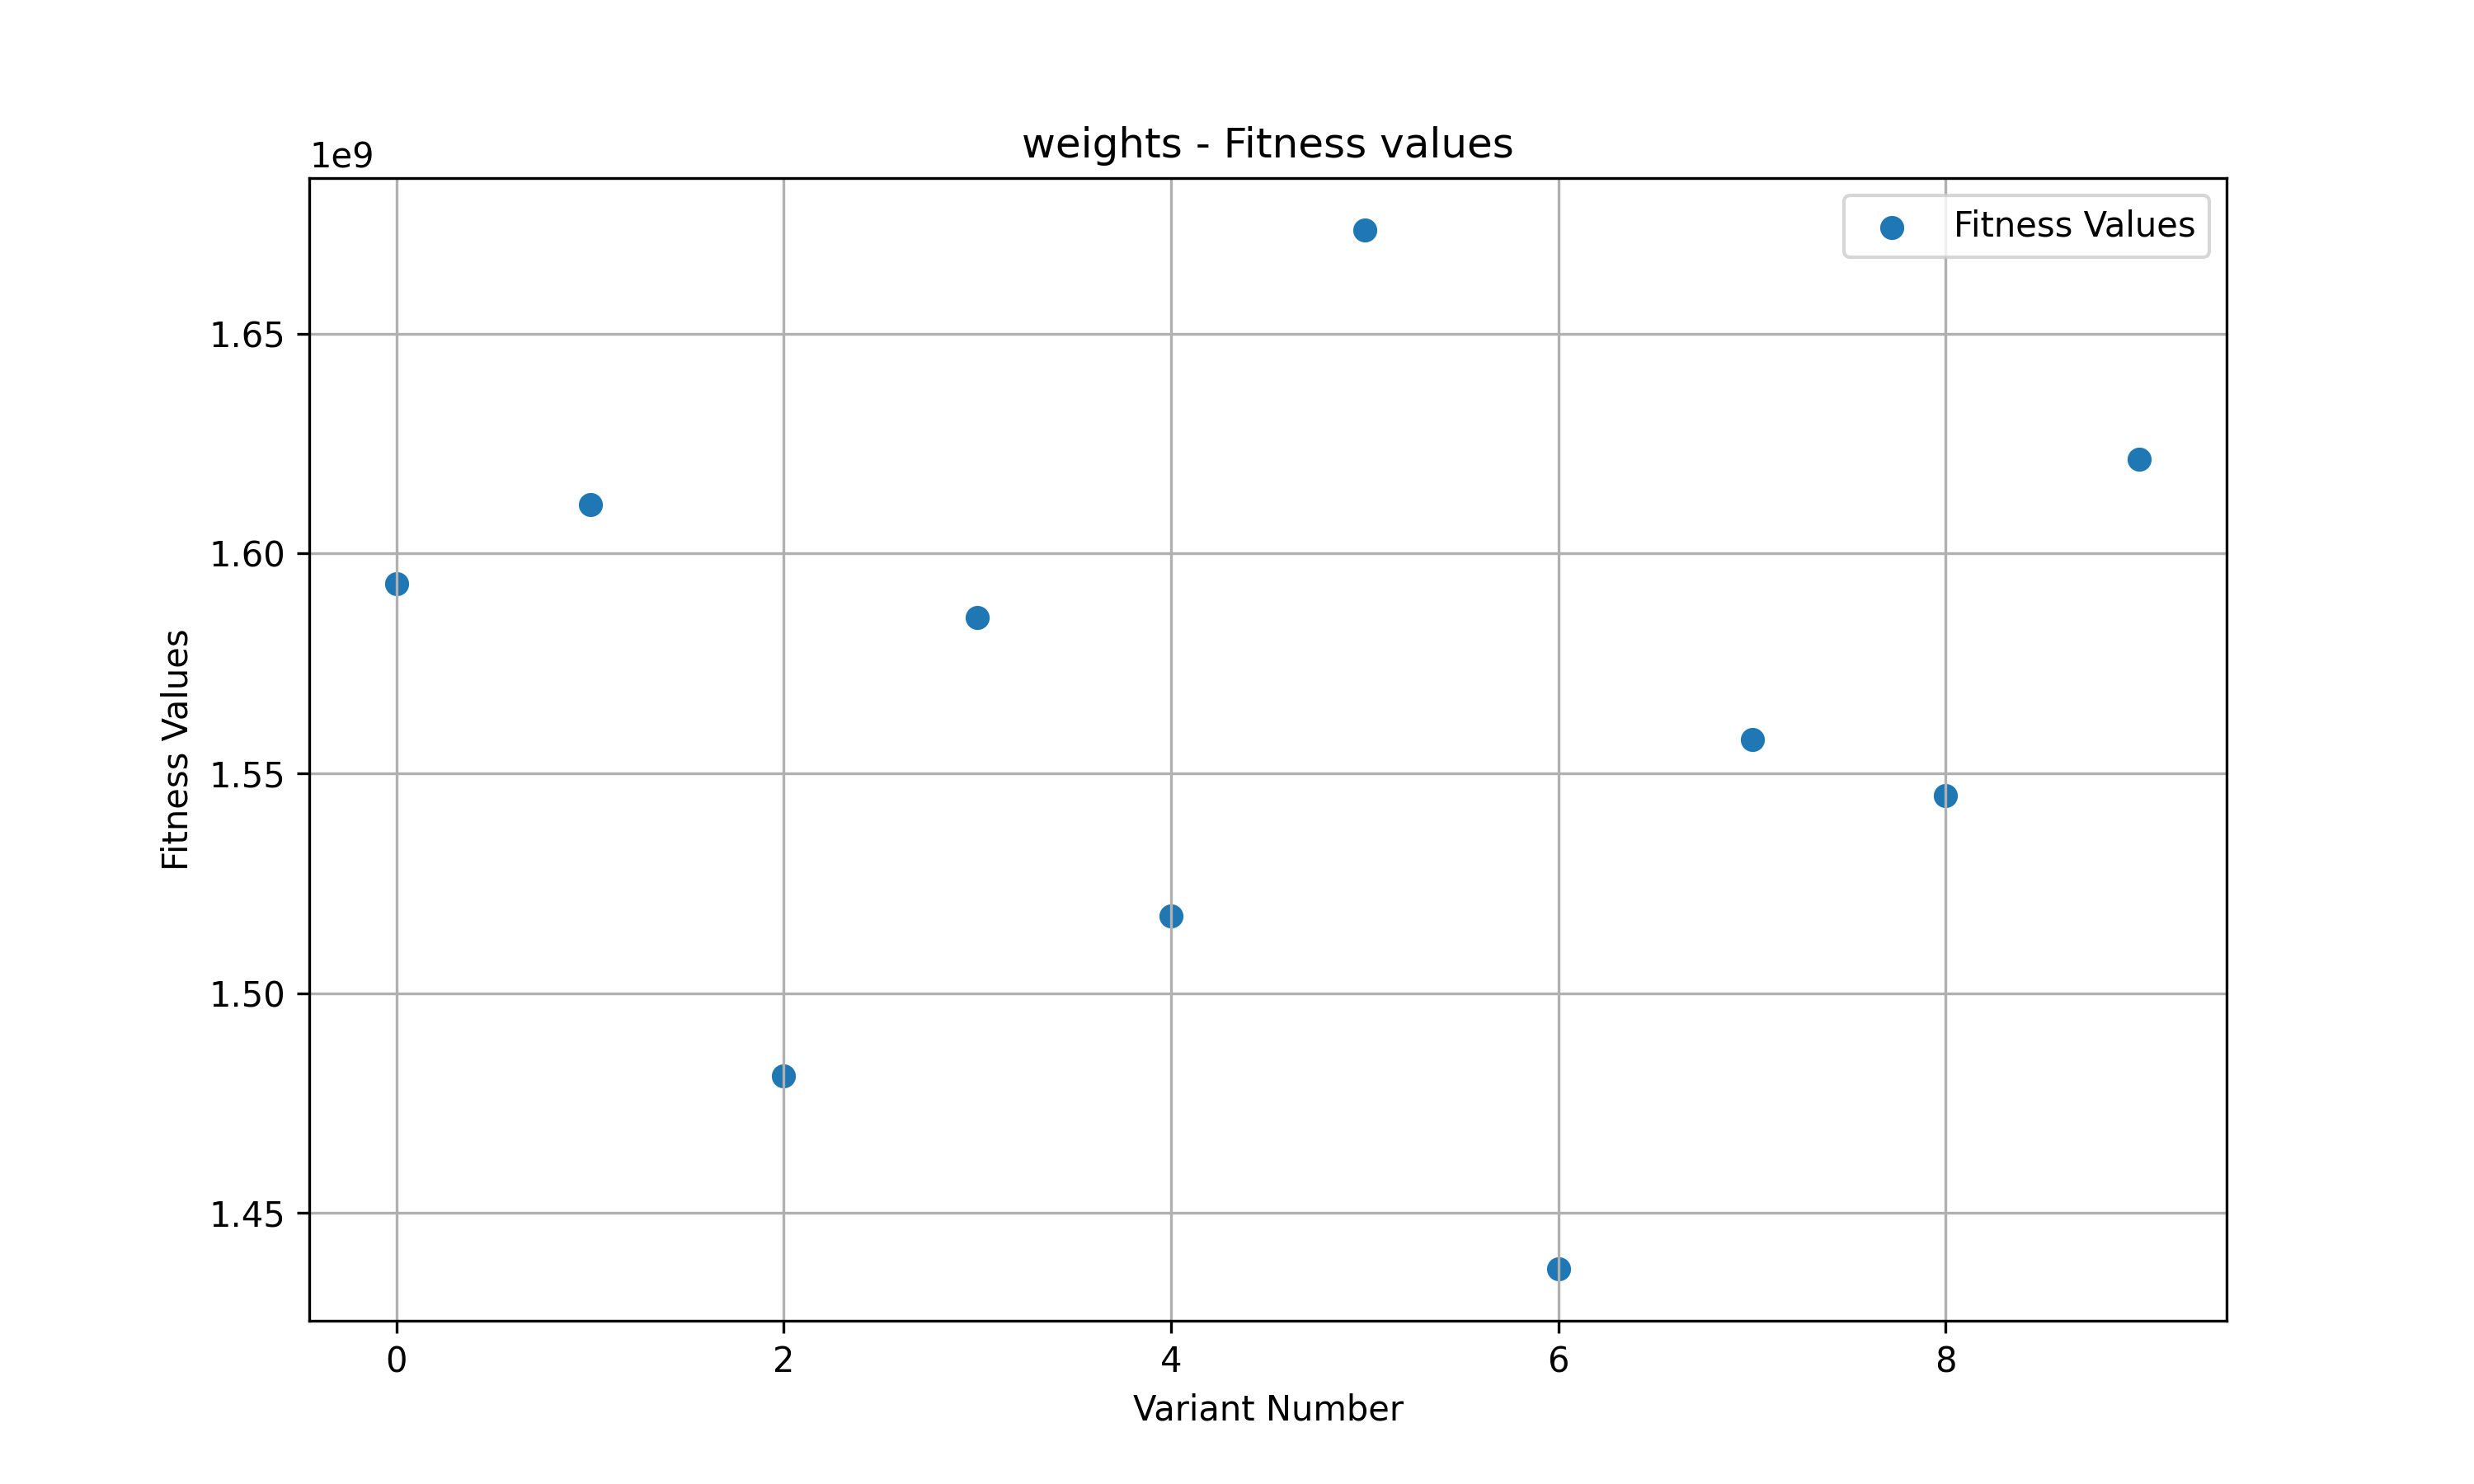 weights - Fitness values
1e9
Fitness Values
1.65
1.60
1.55
1.50
1.45
Fitness Values
0 2 4 6 8
Variant Number